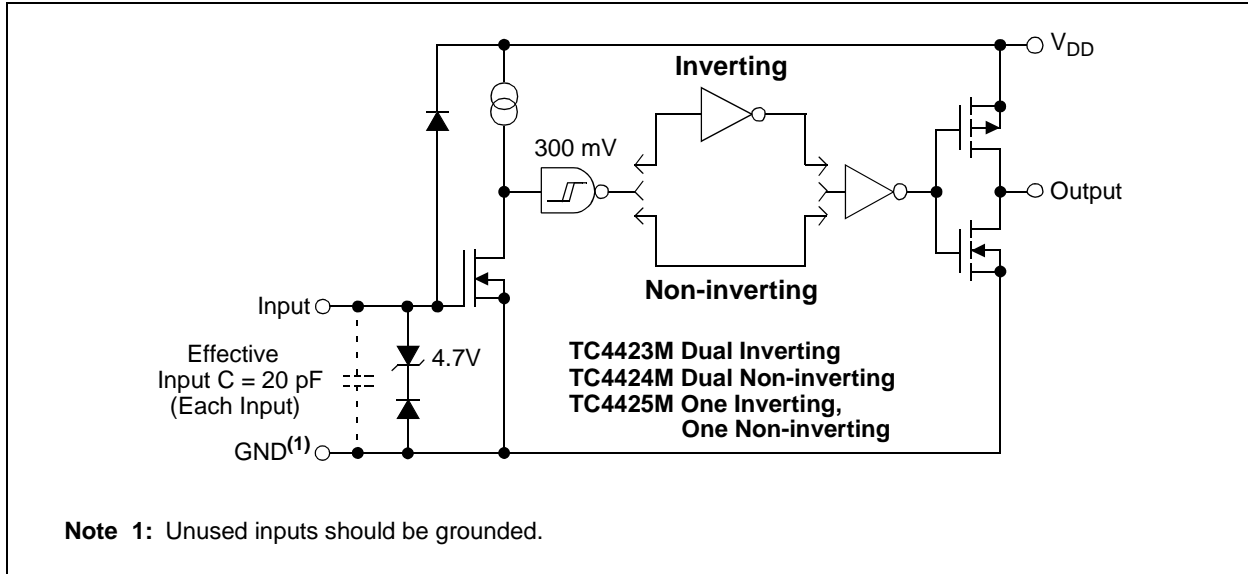 V_DD
Inverting
300 mV
Output
Non-inverting
Input
4.7V
Effective
Input C = 20 pF
(Each Input)
TC4423M Dual Inverting
TC4424M Dual Non-inverting
TC4425M One Inverting,
One Non-inverting
GND(1)
Note 1: Unused inputs should be grounded.